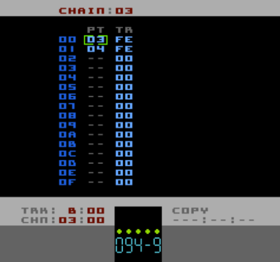 CHAIN:03
PT TR
00 03 FE
01 04 FE
02 -- 00
03 -- 00
04 -- 00
05 -- 00
06 -- 00
07 -- 00
08 -- 00
09 -- 00
0A -- 00
0B -- 00
0C -- 00
0D -- 00
0E -- 00
0F -- 00
TRK: B:00 COPY
CHN:03:00 ---:--:--
094-9